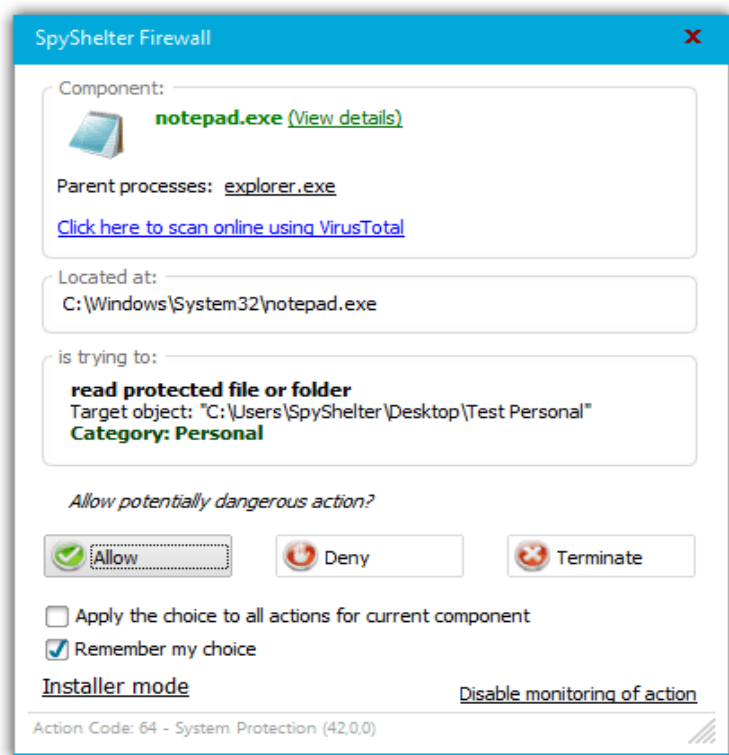 SpyShelter Firewall
Component:
notepad.exe (View details)
Parent processes: explorer.exe
Click here to scan online using VirusTotal
Located at:
C:\Windows\System32\notepad.exe
is trying to:
read protected file or folder
Target object: "C:\Users\SpyShelter\Desktop\Test Personal"
Category: Personal
Allow potentially dangerous action?
Allow Deny Terminate
Apply the choice to all actions for current component
Remember my choice
Installer mode
Disable monitoring of action
Action Code: 64 - System Protection (42,0,0)